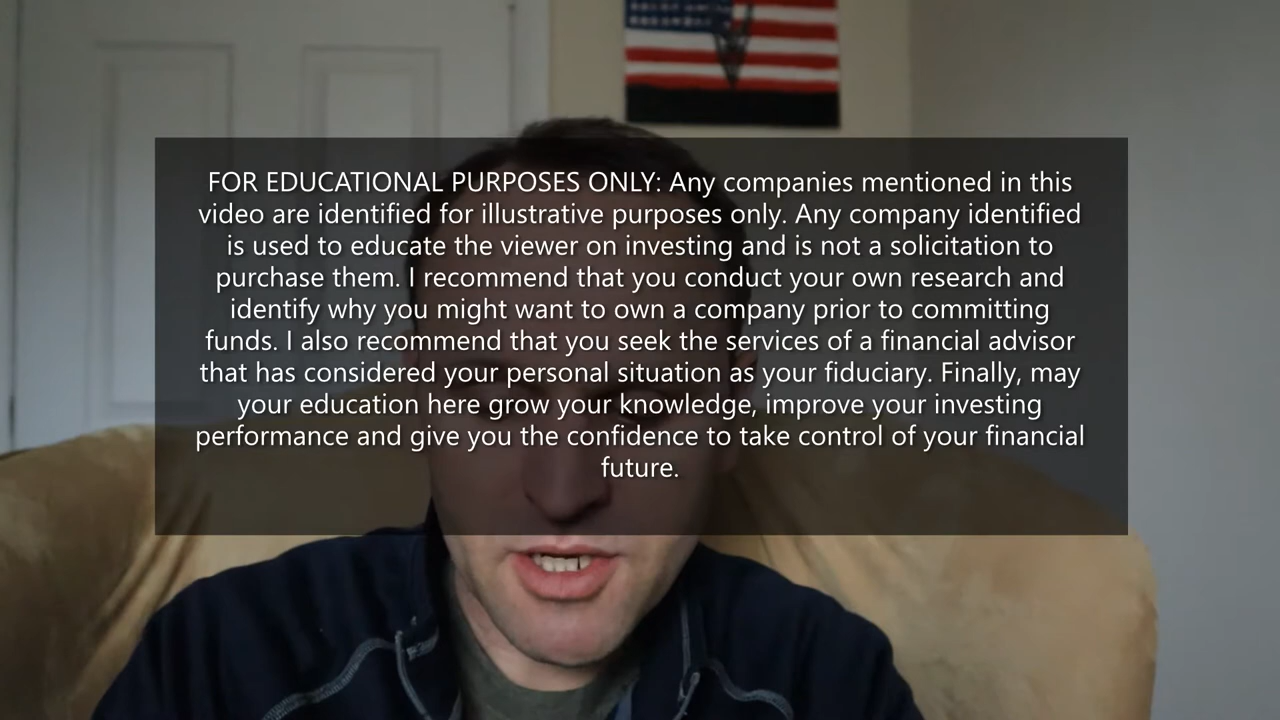 FOR EDUCATIONAL PURPOSES ONLY: Any companies mentioned in this
video are identified for illustrative purposes only. Any company identified
is used to educate the viewer on investing and is not a solicitation to
purchase them. I recommend that you conduct your own research and
identify why you might want to own a company prior to committing
funds. I also recommend that you seek the services of a financial advisor
that has considered your personal situation as your fiduciary. Finally, may
your education here grow your knowledge, improve your investing
performance and give you the confidence to take control of your financial
future.